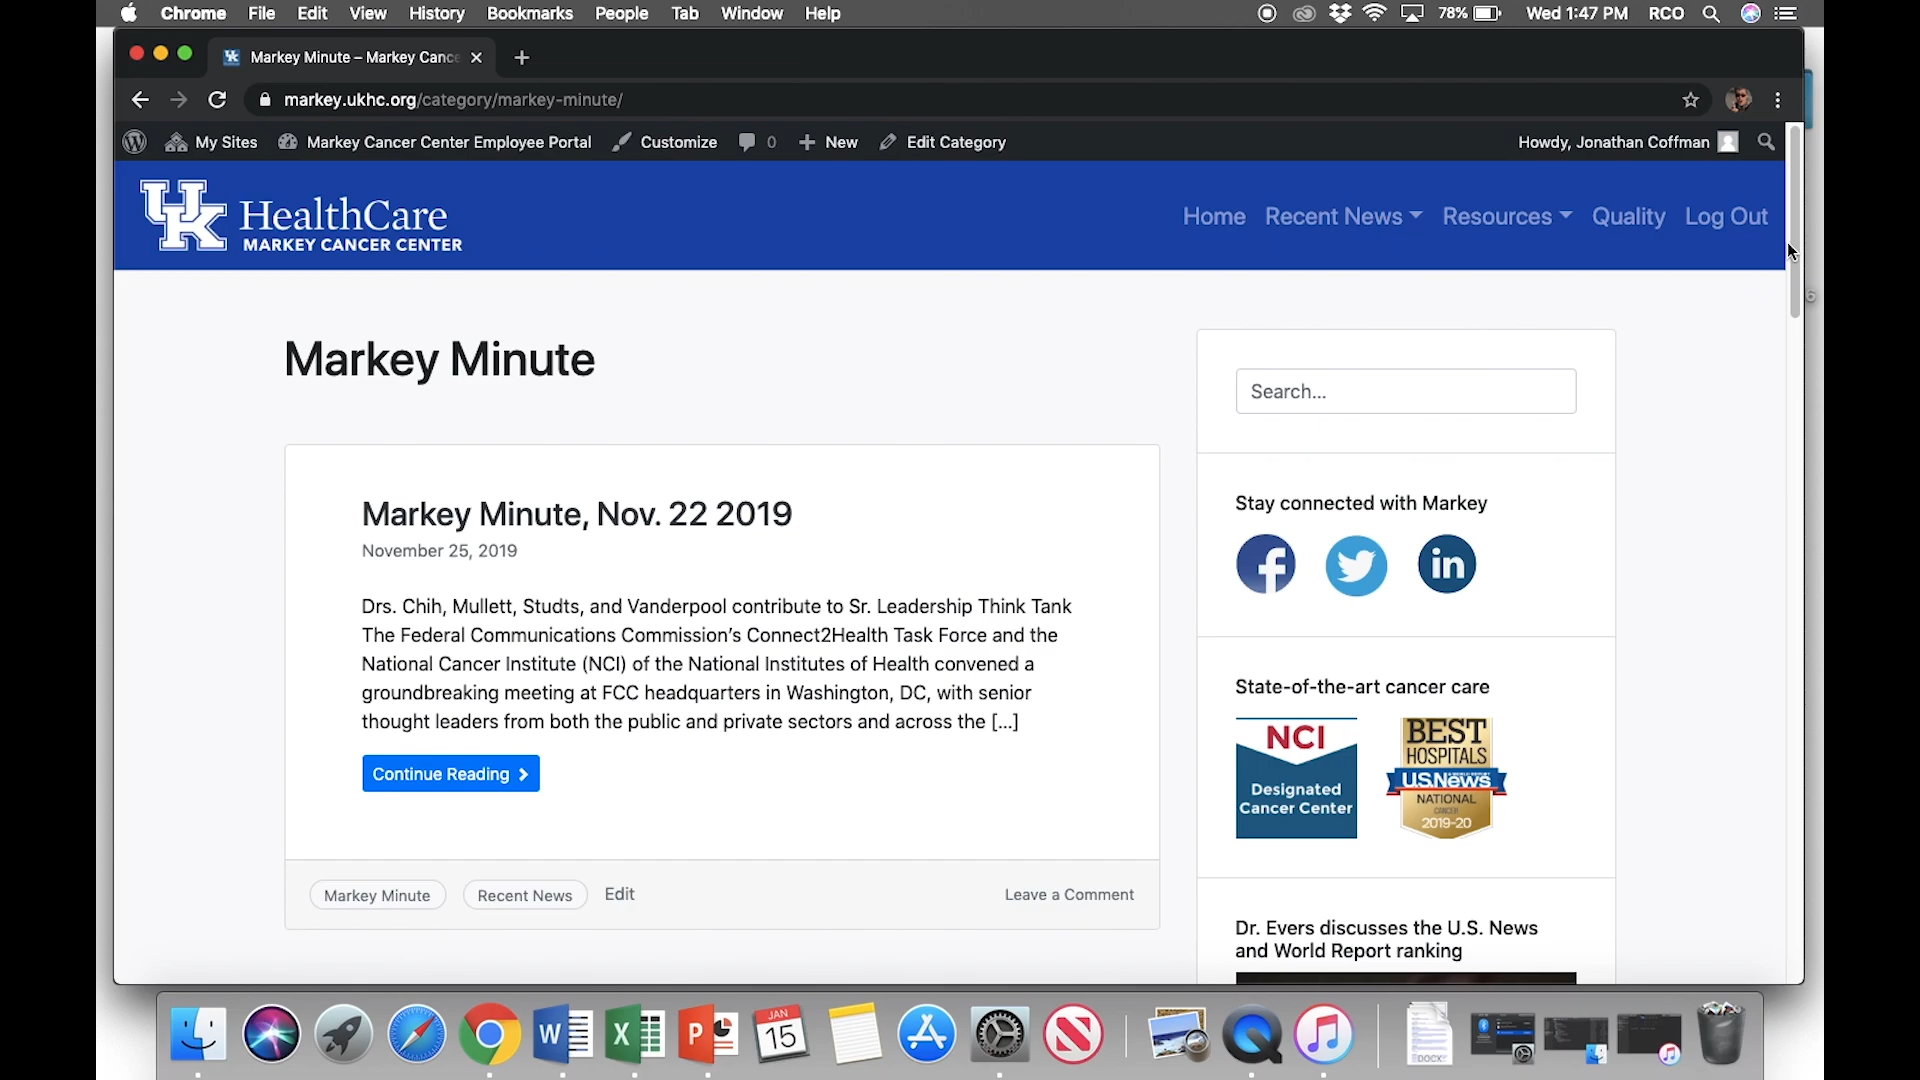 Chrome File Edit View History Bookmarks People Tab Window Help 78% Wed 1:47 PM RCO
Markey Minute – Markey Canc
markey.ukhc.org/category/markey-minute/
My Sites Markey Cancer Center Employee Portal Customize 0 New Edit Category Howdy, Jonathan Coffman
UK HealthCare
MARKEY CANCER CENTER
Home Recent News Resources Quality Log Out
6
Markey Minute
Search...
Markey Minute, Nov. 22 2019
November 25, 2019
Drs. Chih, Mullett, Studts, and Vanderpool contribute to Sr. Leadership Think Tank
The Federal Communications Commission’s Connect2Health Task Force and the
National Cancer Institute (NCI) of the National Institutes of Health convened a
groundbreaking meeting at FCC headquarters in Washington, DC, with senior
thought leaders from both the public and private sectors and across the [...]
Continue Reading
Markey Minute Recent News Edit Leave a Comment
Stay connected with Markey
f
in
State-of-the-art cancer care
NCI
Designated
Cancer Center
BEST
HOSPITALS
U.S.News
NATIONAL
CANCER
2019-20
Dr. Evers discusses the U.S. News
and World Report ranking
W
X
P
JAN
15
N
DOCX